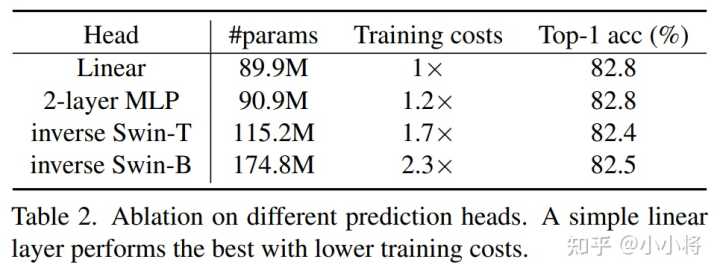 Head #params Training costs Top-1 acc (%)
Linear 89.9M 1× 82.8
2-layer MLP 90.9M 1.2× 82.8
inverse Swin-T 115.2M 1.7× 82.4
inverse Swin-B 174.8M 2.3× 82.5
Table 2. Ablation on different prediction heads. A simple linear
layer performs the best with lower training costs.
知乎 @小小将